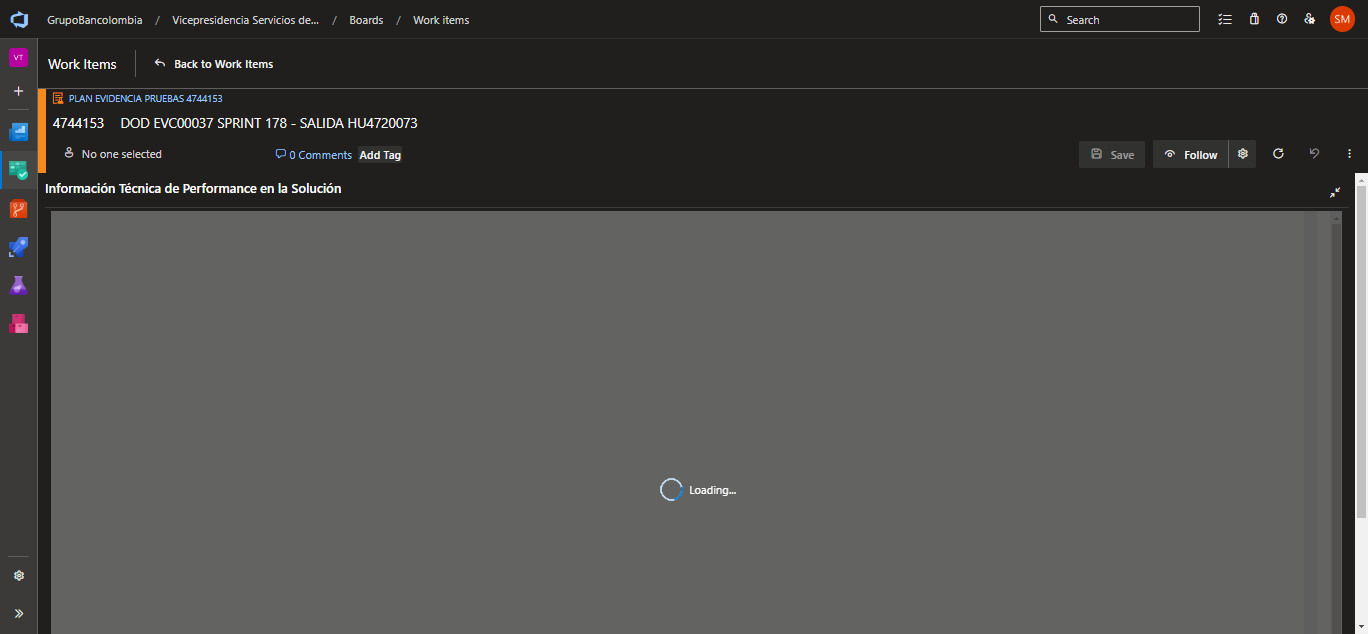 GrupoBancolombia / Vicepresidencia Servicios de... / Boards / Work items
Search
SM
VT
Work Items
Back to Work Items
PLAN EVIDENCIA PRUEBAS 4744153
4744153 DOD EVC00037 SPRINT 178 - SALIDA HU4720073
No one selected
0 Comments
Add Tag
Save
Follow
Información Técnica de Performance en la Solución
Loading...